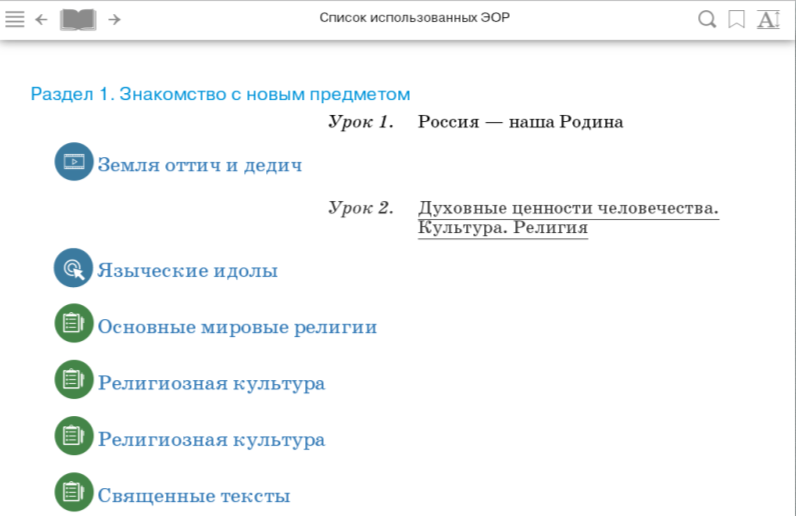 Список использованных ЭОР
Раздел 1. Знакомство с новым предметом
Урок 1. Россия — наша Родина
Земля оттич и дедич
Урок 2. Духовные ценности человечества.
Культура. Религия
Языческие идолы
Основные мировые религии
Религиозная культура
Религиозная культура
Священные тексты